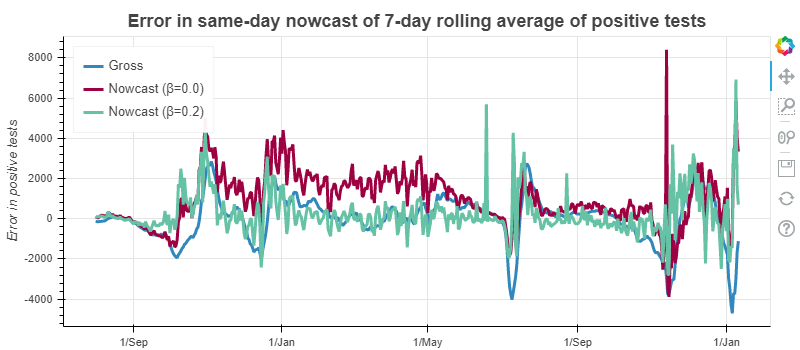 Error in same-day nowcast of 7-day rolling average of positive tests
Gross
Nowcast (β=0.0)
Nowcast (β=0.2)
Error in positive tests
8000
6000
4000
2000
0
-2000
-4000
1/Sep
1/Jan
1/May
1/Sep
1/Jan